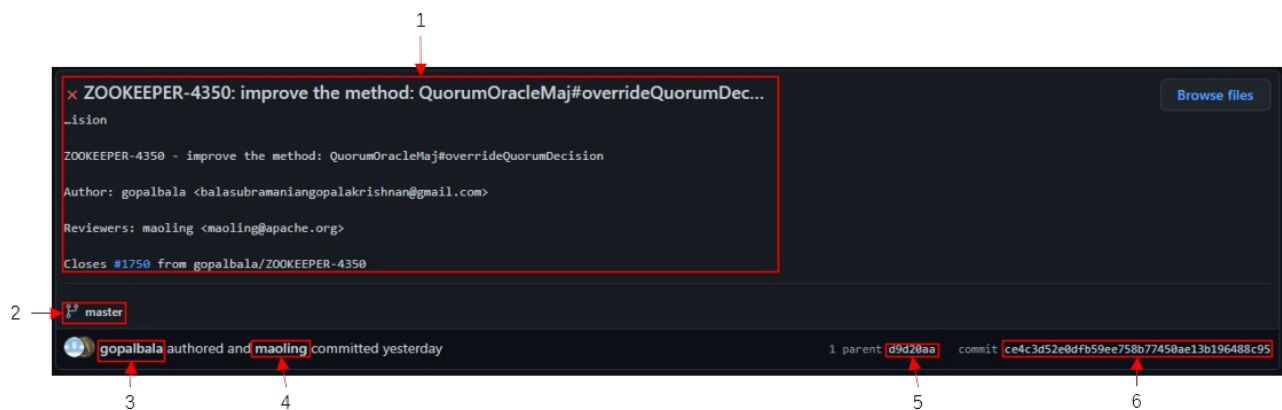 1
× ZOOKEEPER-4350: improve the method: QuorumOracleMaj#overrideQuorumDec...
Browse files
…ision
ZOOKEEPER-4350 - improve the method: QuorumOracleMaj#overrideQuorumDecision
Author: gopalbala <balasubramaniangopalakrishnan@gmail.com>
Reviewers: maoling <maoling@apache.org>
Closes #1750 from gopalbala/ZOOKEEPER-4350
2
master
gopalbala authored and maoling committed yesterday
1 parent d9d20aa commit ce4c3d52e0dfb59ee758b77450ae13b196488c95
3 4 5 6